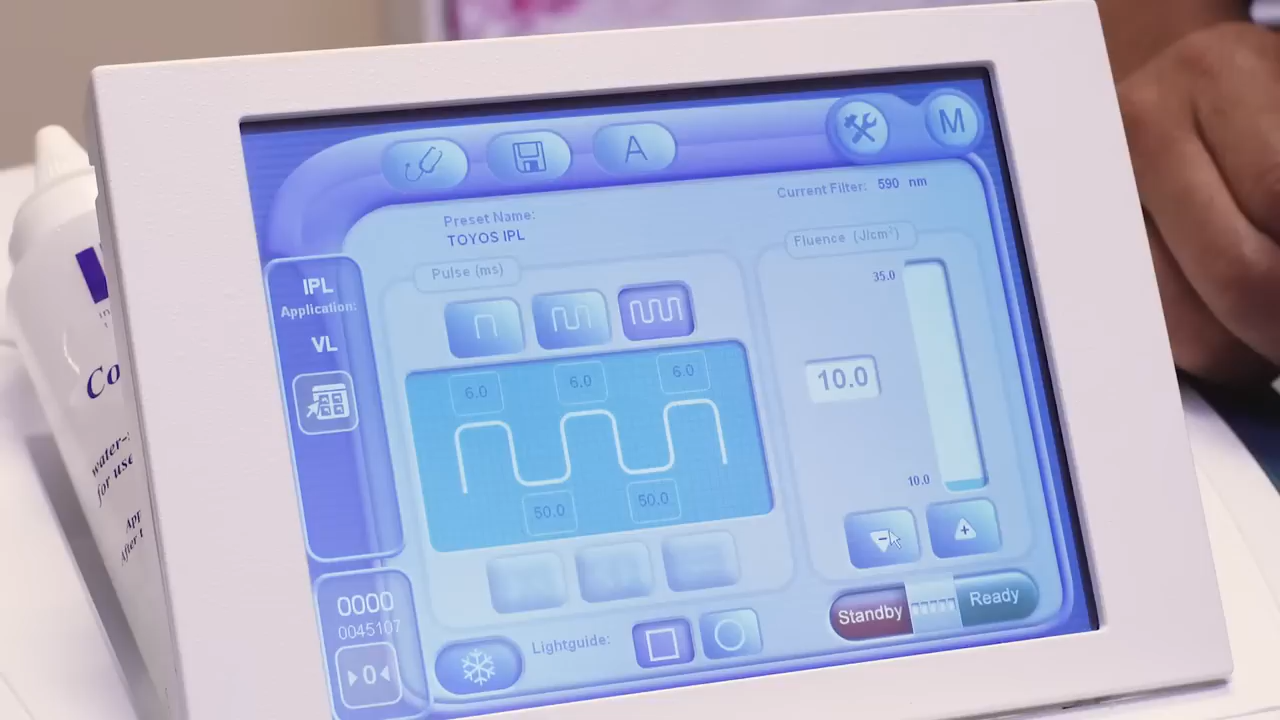 A
M
Current Filter: 590 nm
Preset Name:
TOYOS IPL
Fluence (J/cm²)
Pulse (ms)
35.0
IPL
Application:
VL
6.0 6.0 6.0
10.0
50.0 50.0
10.0
-
+
Standby
Ready
0000
0045107
Lightguide:
0
Co
water-
for use
After t